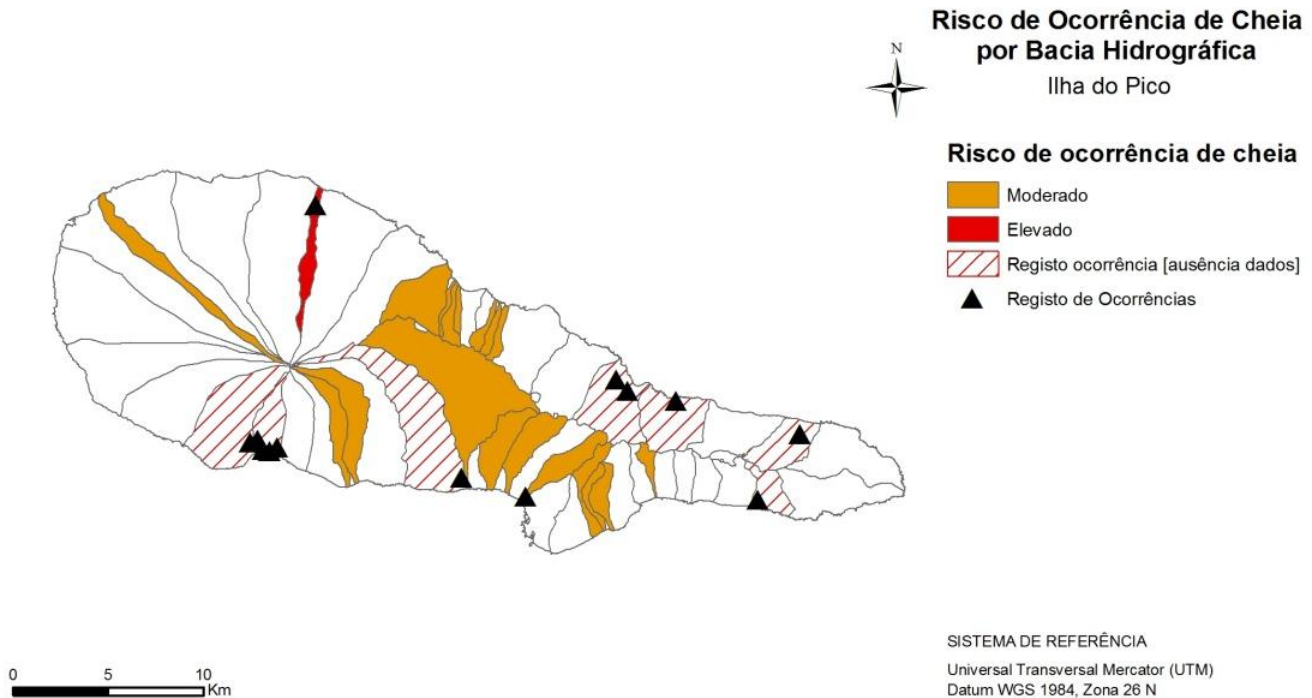 Risco de Ocorrência de Cheia
por Bacia Hidrográfica
Ilha do Pico
N
Risco de ocorrência de cheia
Moderado
Elevado
Registo ocorrência [ausência dados]
Registo de Ocorrências
SISTEMA DE REFERÊNCIA
Universal Transversal Mercator (UTM)
Datum WGS 1984, Zona 26 N
0 5 10
Km